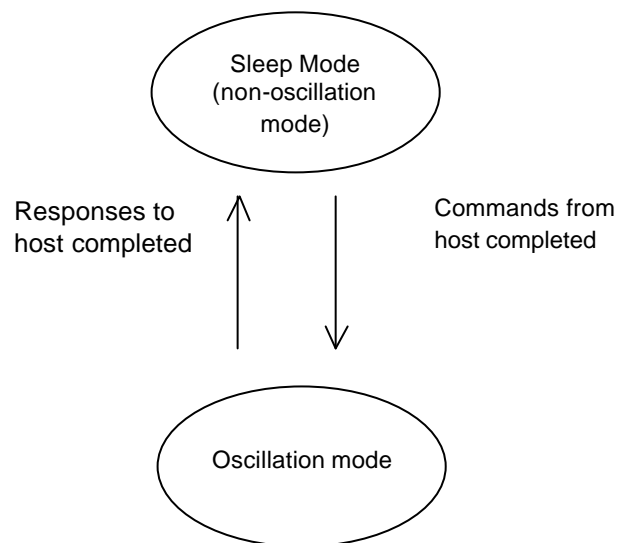 Sleep Mode
(non-oscillation
mode)
Responses to
host completed
Commands from
host completed
Oscillation mode